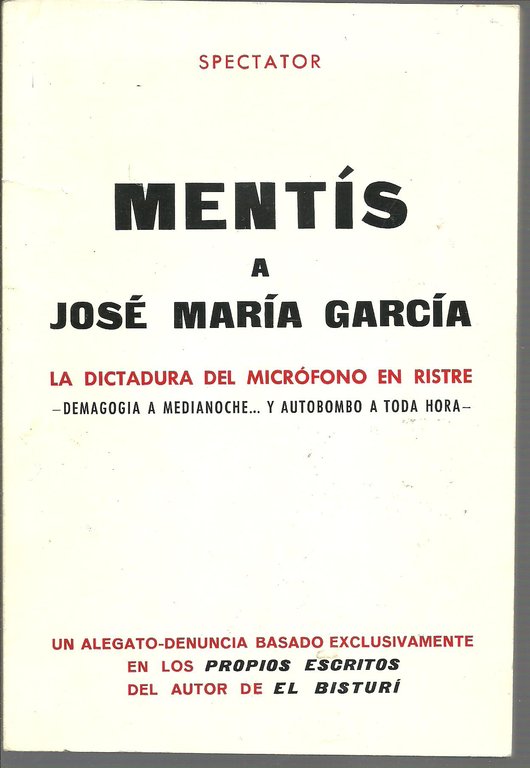 SPECTATOR
MENTÍS
A
JOSÉ MARÍA GARCÍA
LA DICTADURA DEL MICRÓFONO EN RISTRE
—DEMAGOGIA A MEDIANOCHE... Y AUTOBOMBO A TODA HORA—
UN ALEGATO-DENUNCIA BASADO EXCLUSIVAMENTE
EN LOS PROPIOS ESCRITOS
DEL AUTOR DE EL BISTURÍ